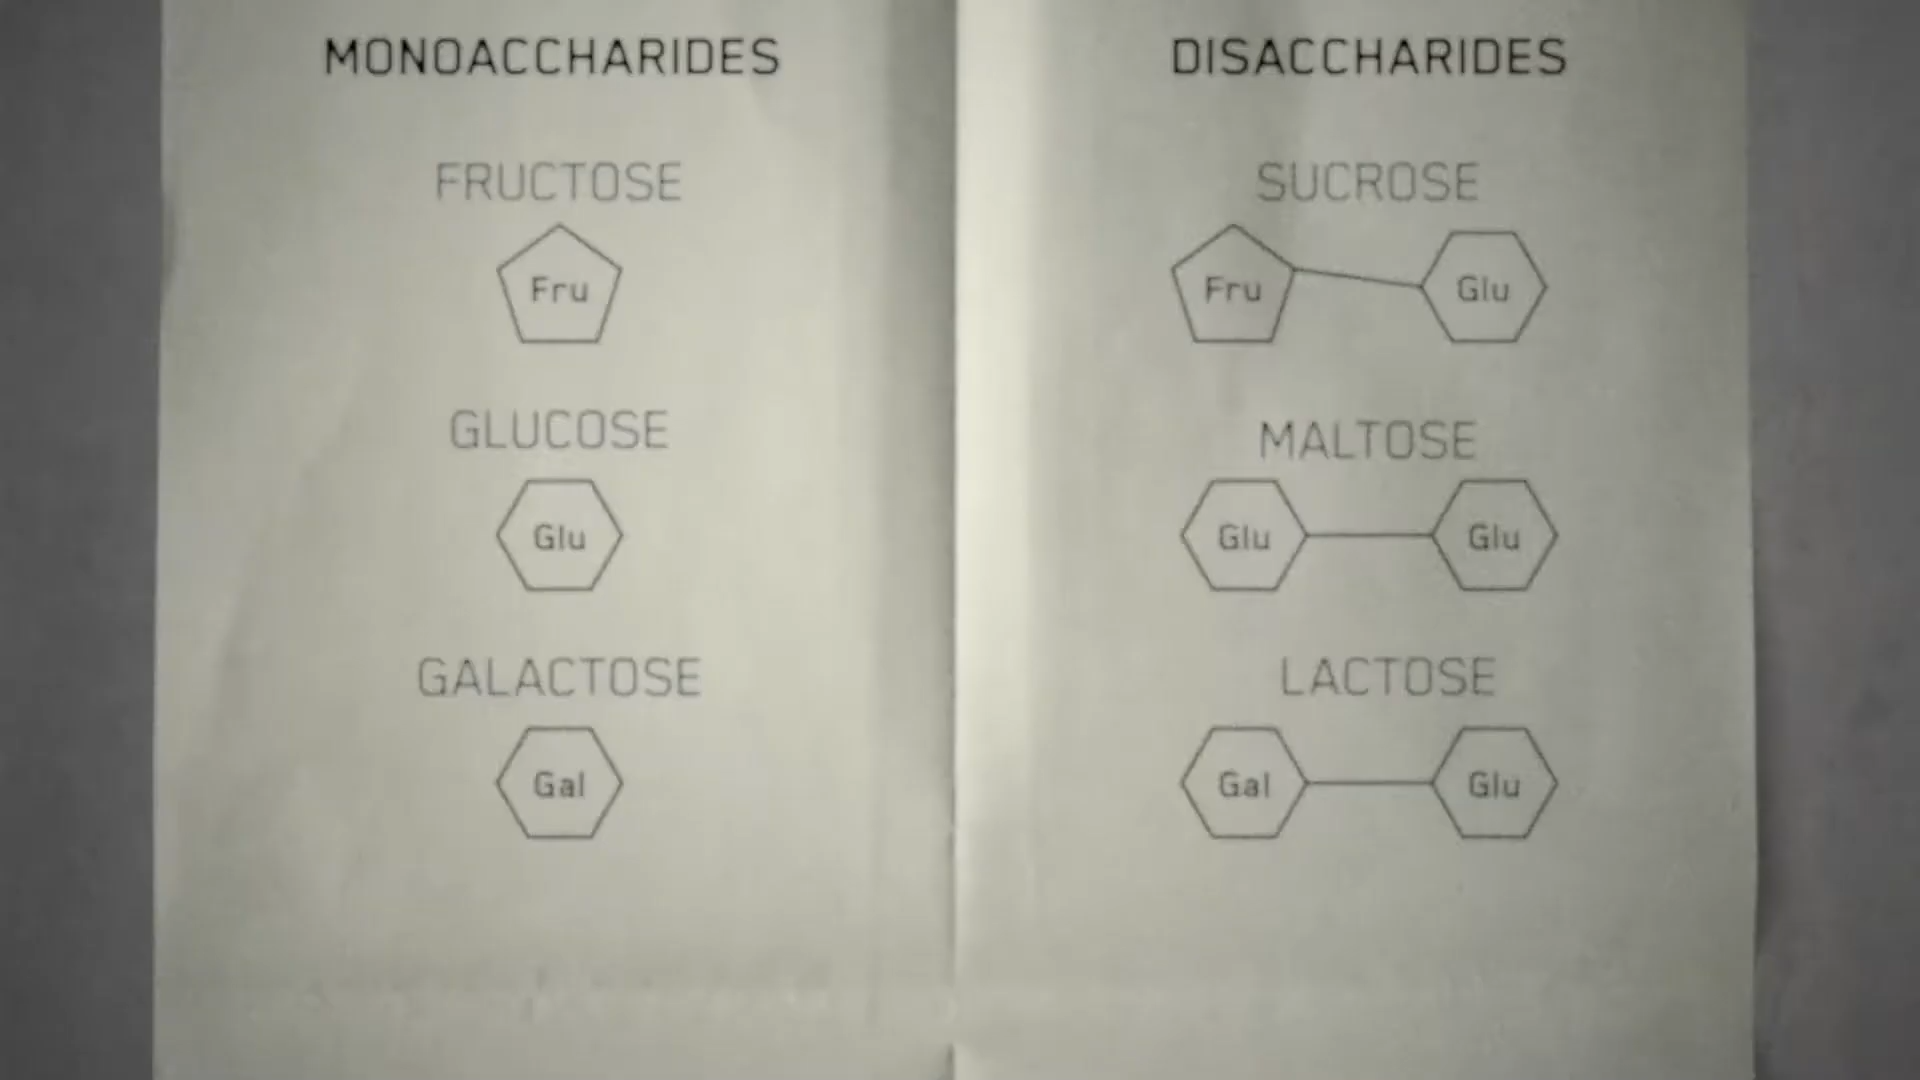 MONOACCHARIDES
FRUCTOSE
Fru
GLUCOSE
Glu
GALACTOSE
Gal
DISACCHARIDES
SUCROSE
Fru Glu
MALTOSE
Glu Glu
LACTOSE
Gal Glu